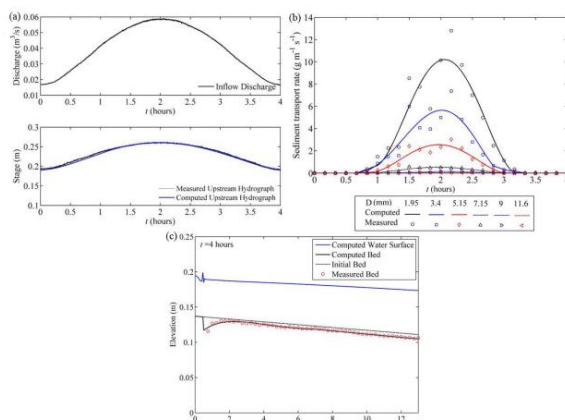 (a)
0.06
0.05
0.04
0.03
0.02
0.01
0 0.5 1 1.5 2 2.5 3 3.5 4
Discharge (m³/s)
Inflow Discharge
t (hours)
0.3
0.25
0.2
0.15
0.1
0 0.5 1 1.5 2 2.5 3 3.5 4
Stage (m)
Measured Upstream Hydrograph
Computed Upstream Hydrograph
t (hours)
(b)
14
12
10
8
6
4
2
0
0 0.5 1 1.5 2 2.5 3 3.5
Sediment transport rate (g m⁻¹ s⁻¹)
t (hours)
D (mm) 1.95 3.4 5.15 7.15 9 11.6
Computed
Measured
(c)
t =4 hours
Computed Water Surface
Computed Bed
Initial Bed
Measured Bed
0.25
0.2
0.15
0.1
0.05
0
0 2 4 6 8 10 12
Elevation (m)